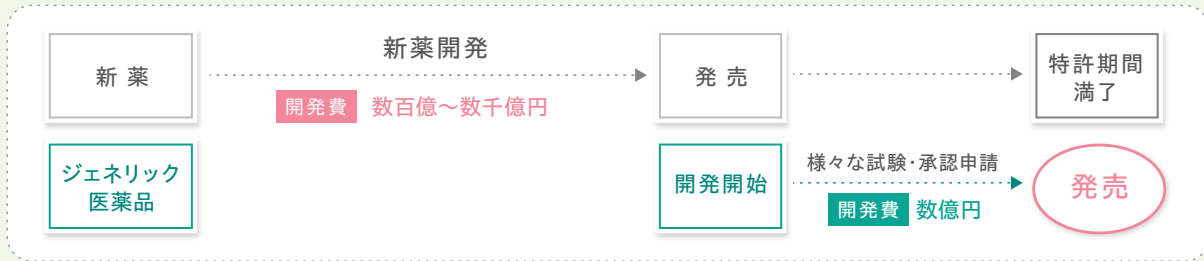 新薬
新薬開発
開発費 数百億～数千億円
発売
特許期間
満了
ジェネリック
医薬品
開発開始
様々な試験・承認申請
開発費 数億円
発売